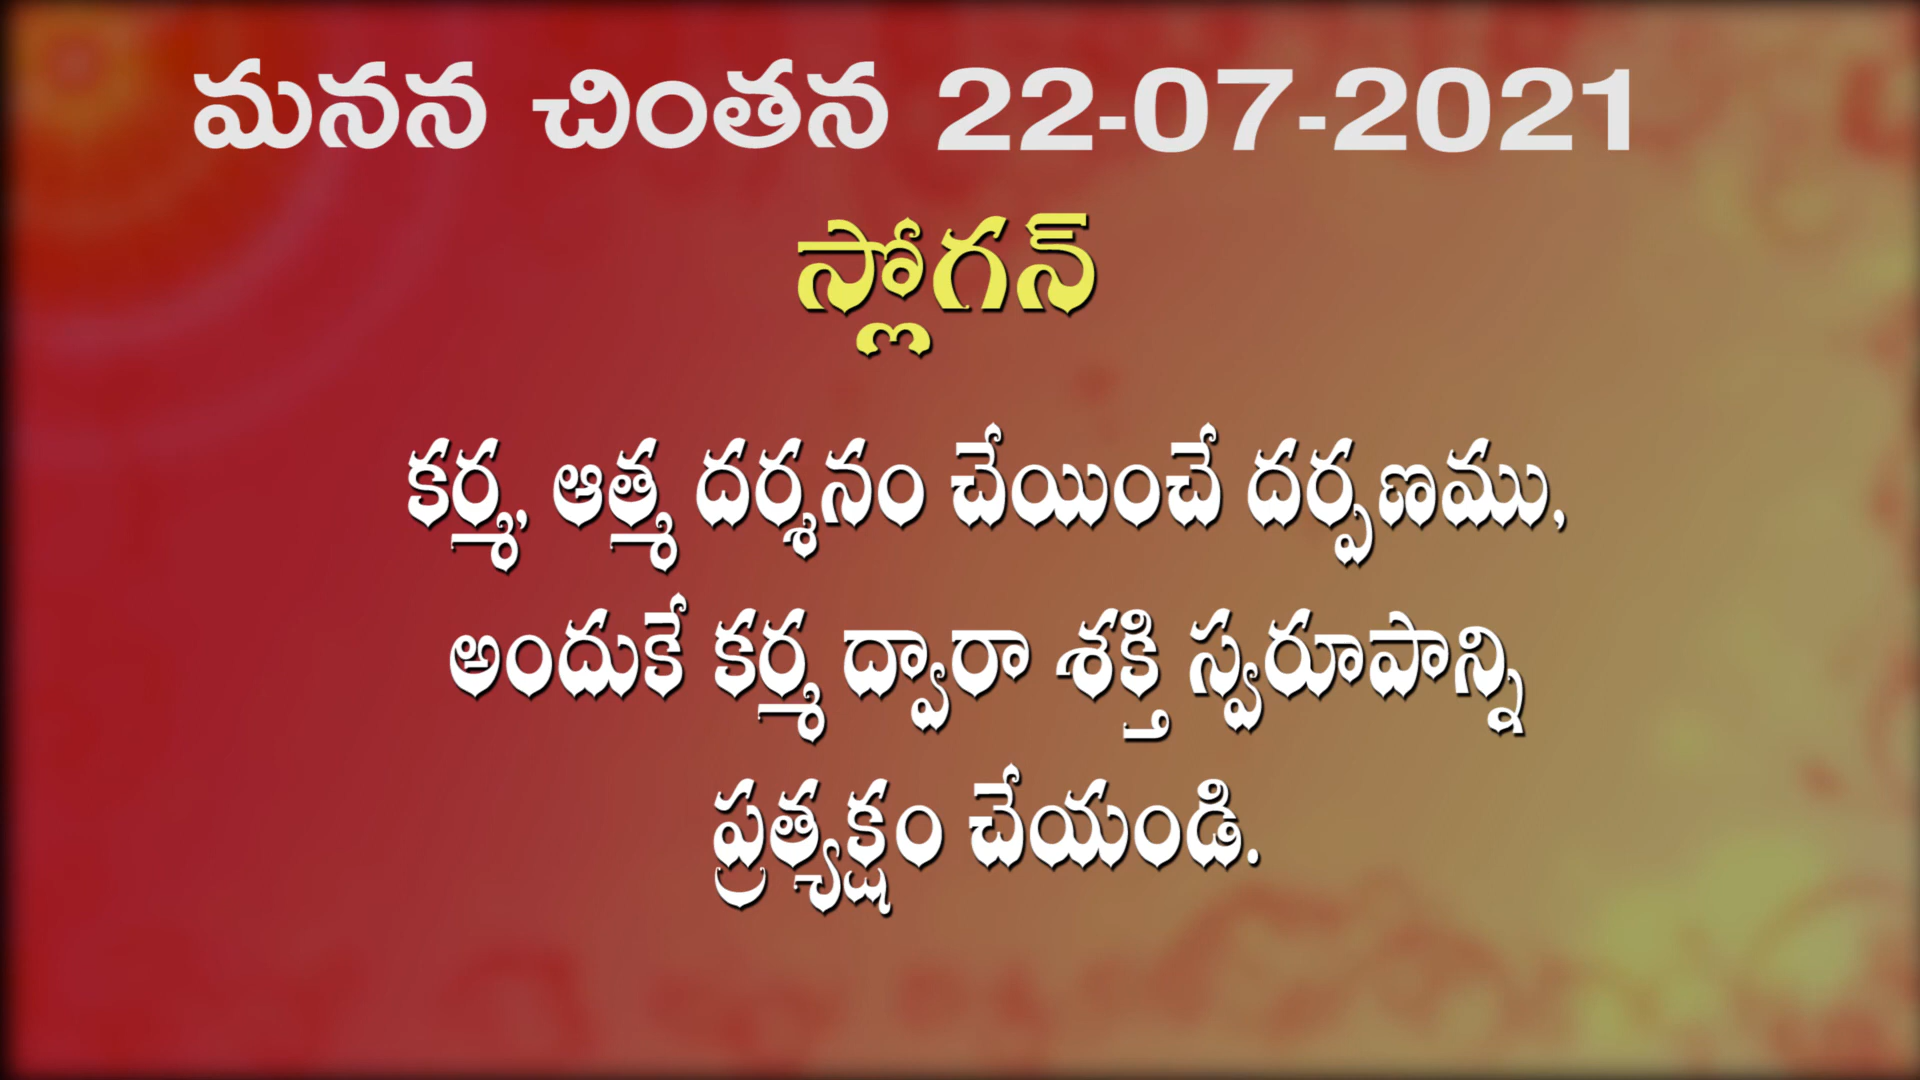 మనన చింతన 22-07-2021
స్లోగన్
కర్మ, ఆత్మ దర్శనం చేయించే దర్పణము,
అందుకే కర్మ ద్వారా శక్తి స్వరూపాన్ని
ప్రత్యక్షం చేయండి.